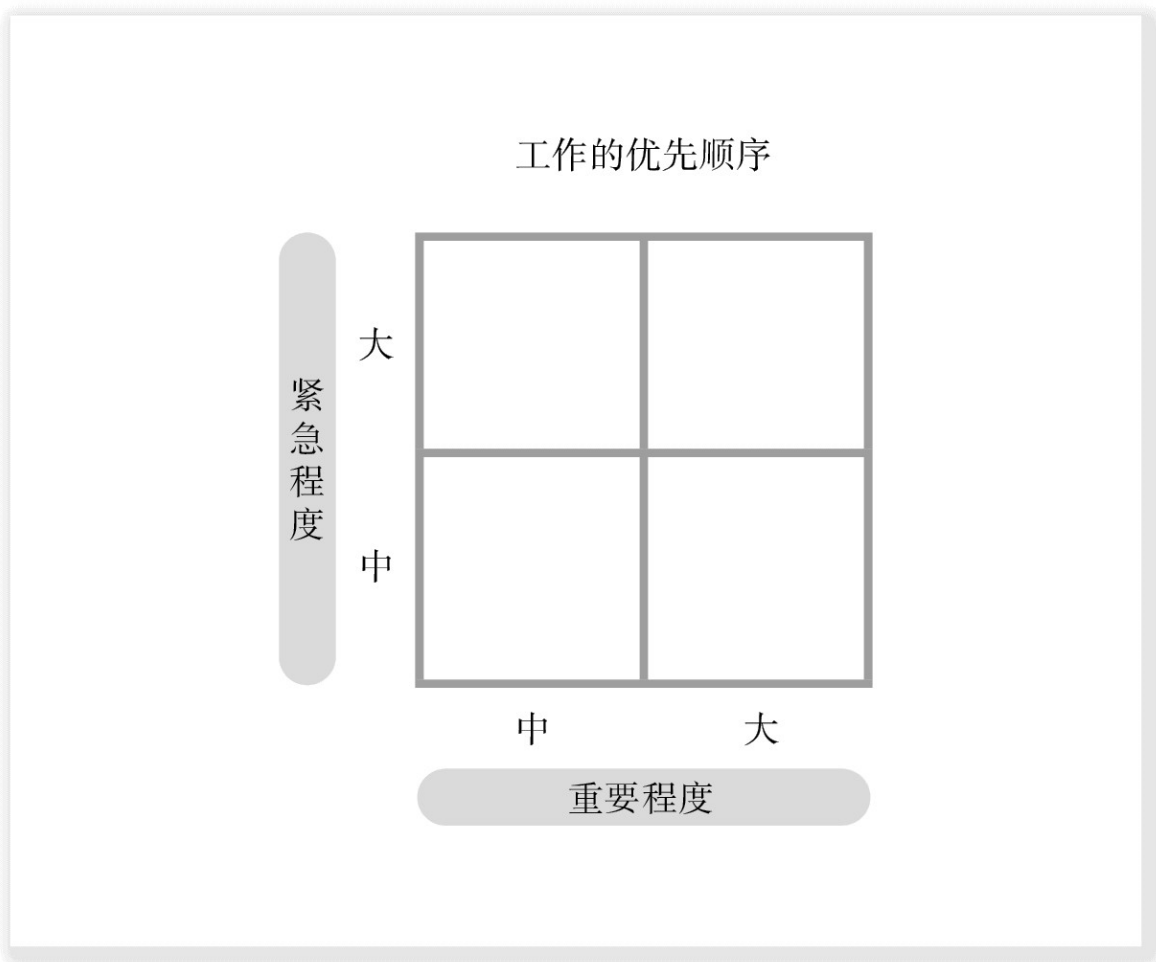 工作的优先顺序
大
紧急程度
中
中 大
重要程度